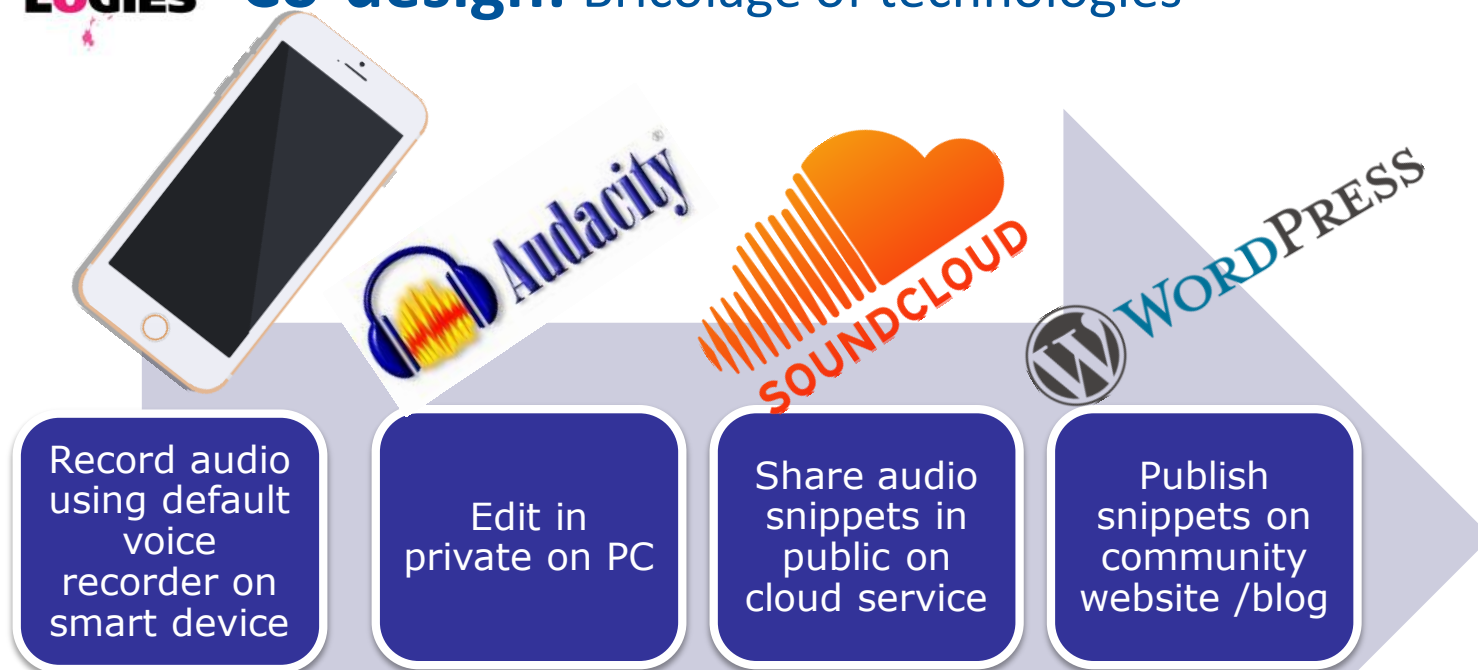 LOGIES
Co-design: Bricolage of technologies
Audacity®
SOUNDCLOUD
W WORDPRESS
Record audio
using default
voice
recorder on
smart device
Edit in
private on PC
Share audio
snippets in
public on
cloud service
Publish
snippets on
community
website /blog